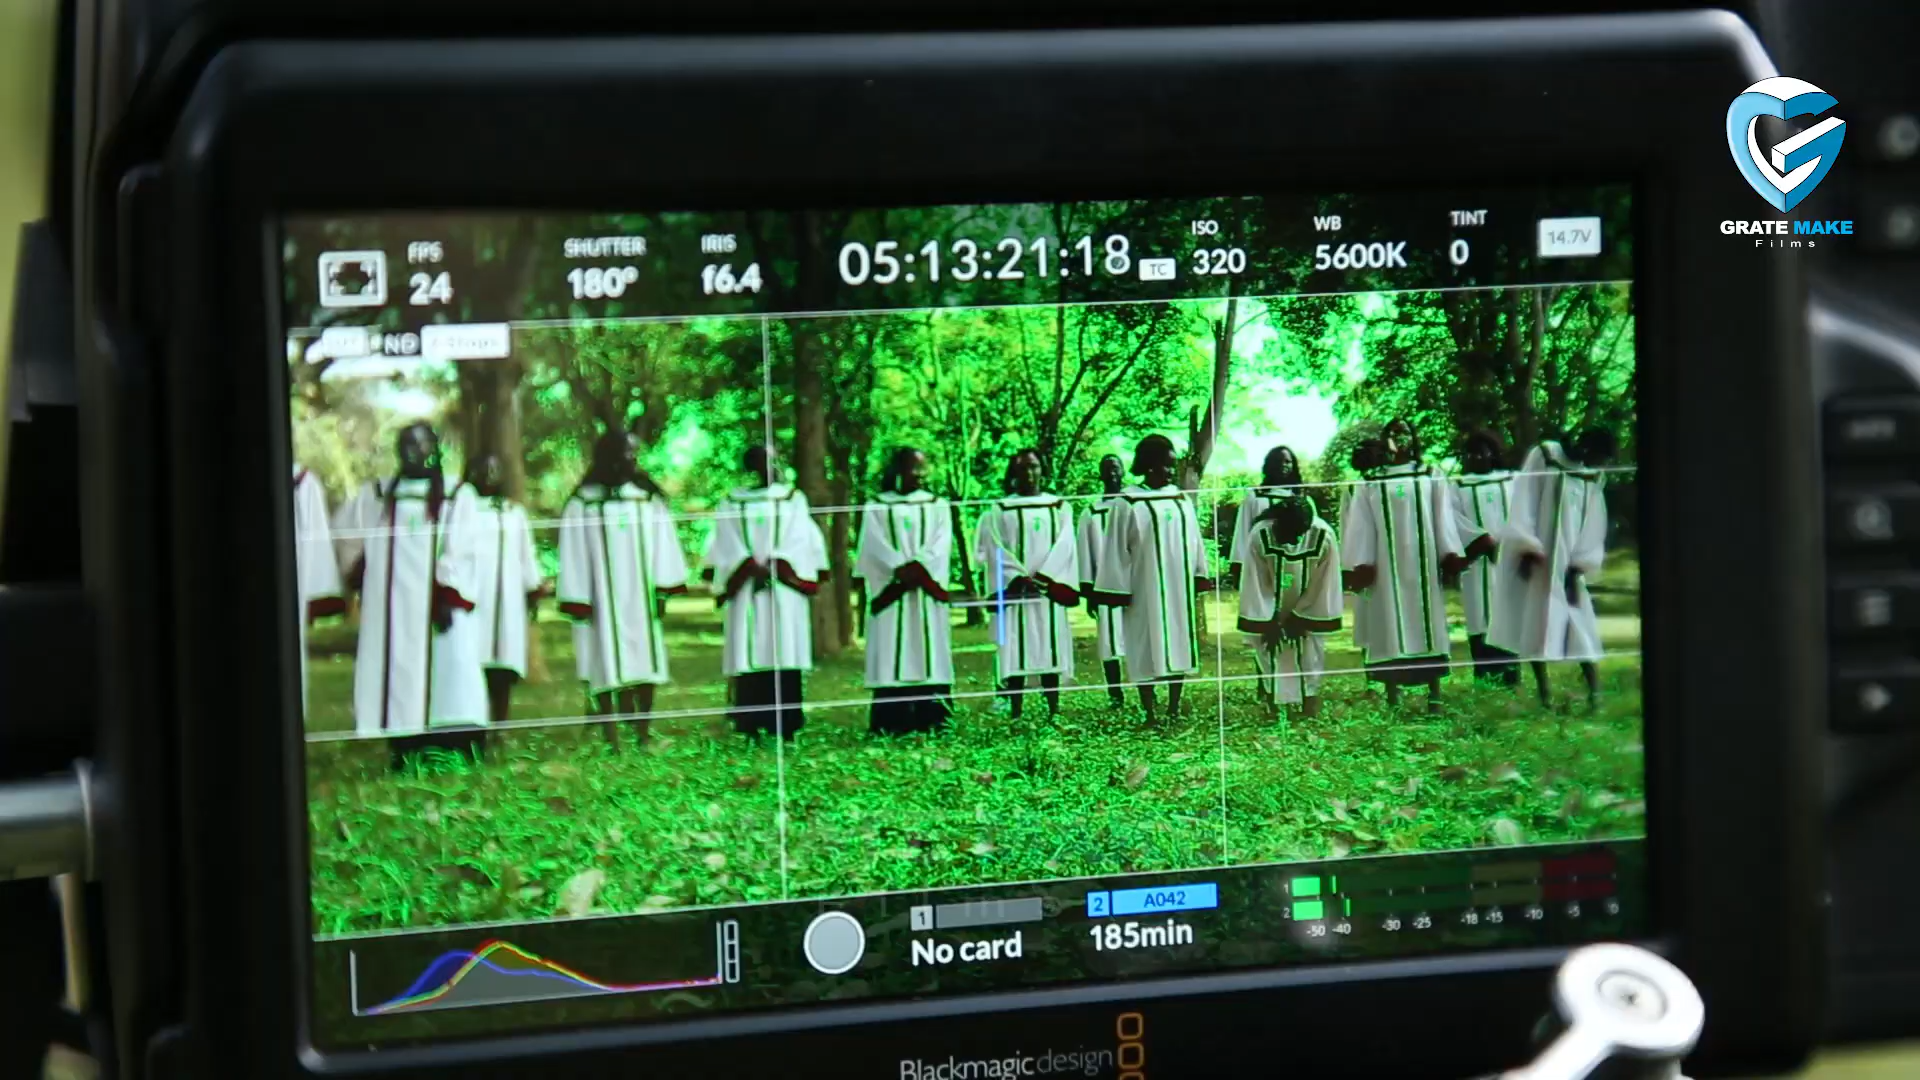 GRATE MAKE
Films
FPS
24
SHUTTER
180°
IRIS
f6.4
05:13:21:18
TC
ISO
320
WB
5600K
TINT
0
14.7V
ND
1
No card
2 A042
185min
1
2
-50 -40 -30 -25 -18 -15 -10 -5 0
Blackmagicdesign